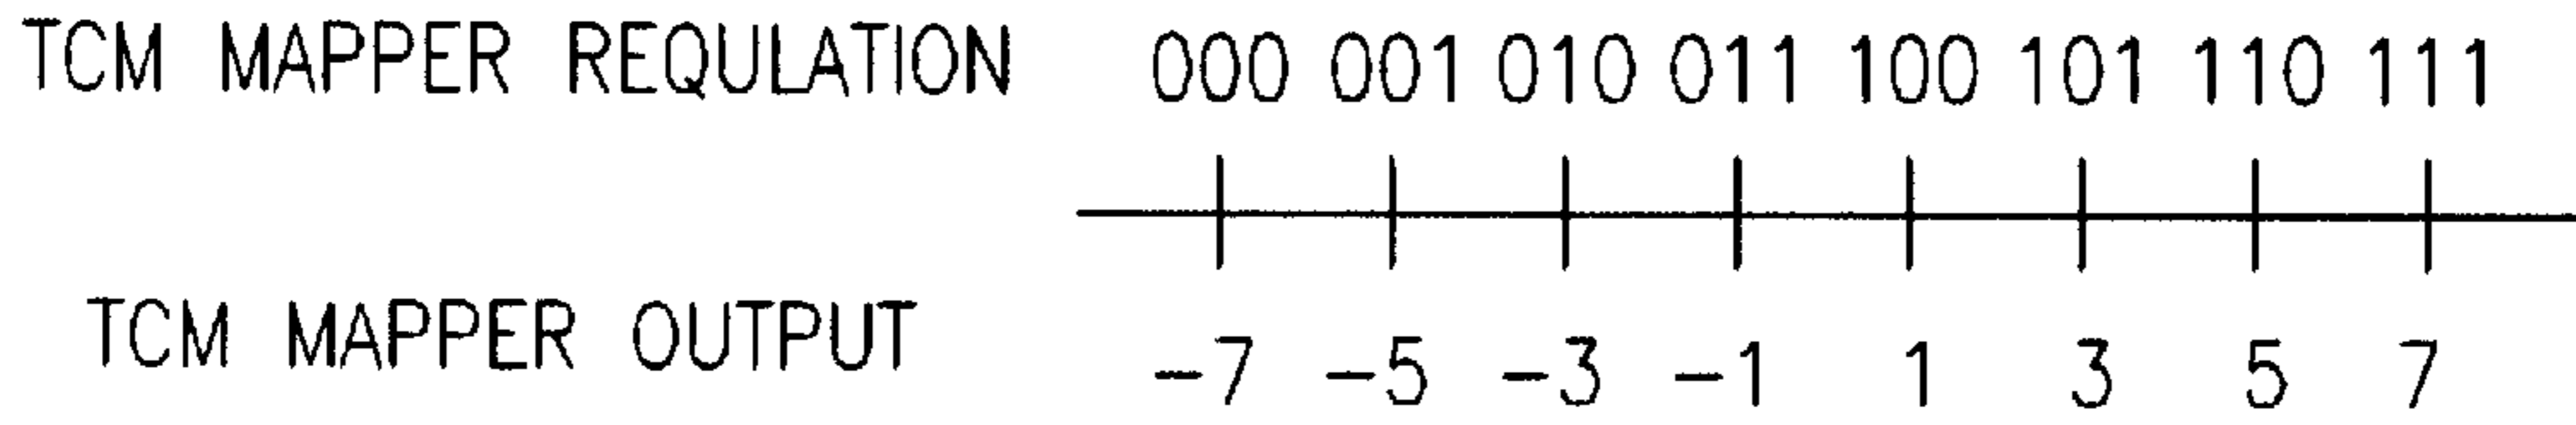 TCM MAPPER REQULATION 000 001 010 011 100 101 110 111
TCM MAPPER OUTPUT -7 -5 -3 -1 1 3 5 7